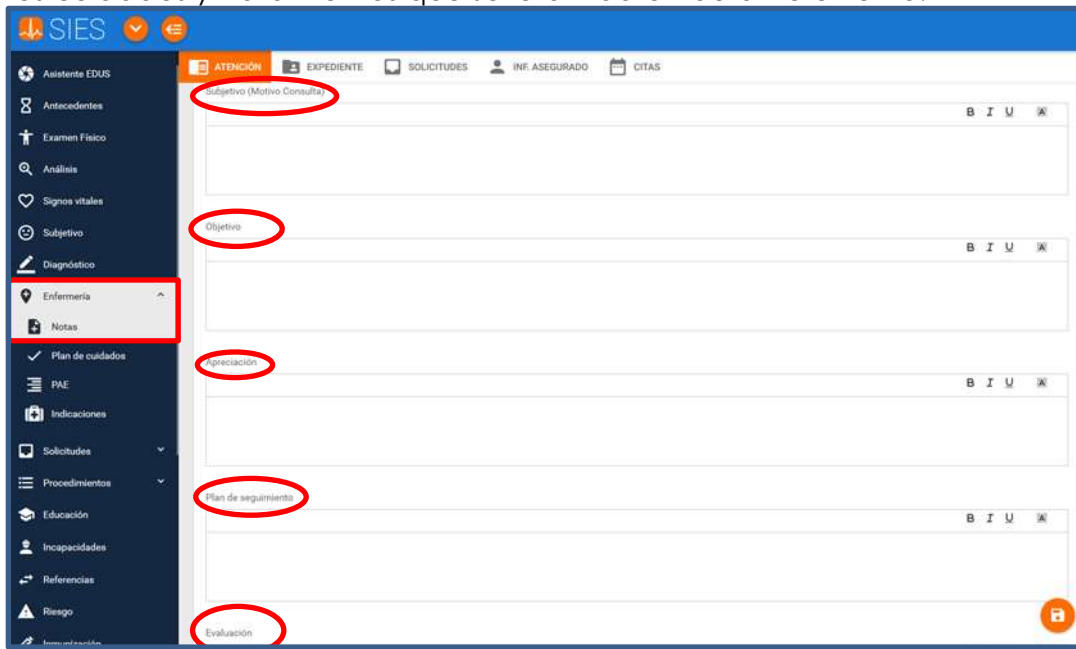 SIES
ATENCIÓN EXPEDIENTE SOLICITUDES INF. ASEGURADO CITAS
Asistente EDUS
Antecedentes
Examen Físico
Análisis
Signos vitales
Subjetivo
Diagnóstico
Enfermería
Notas
Plan de cuidados
PAE
Indicaciones
Solicitudes
Procedimientos
Educación
Incapacidades
Referencias
Riesgo
Inmunización
Subjetivo (Motivo Consulta)
B I U A
Objetivo
B I U A
Apreciación
B I U A
Plan de seguimiento
B I U A
Evaluación